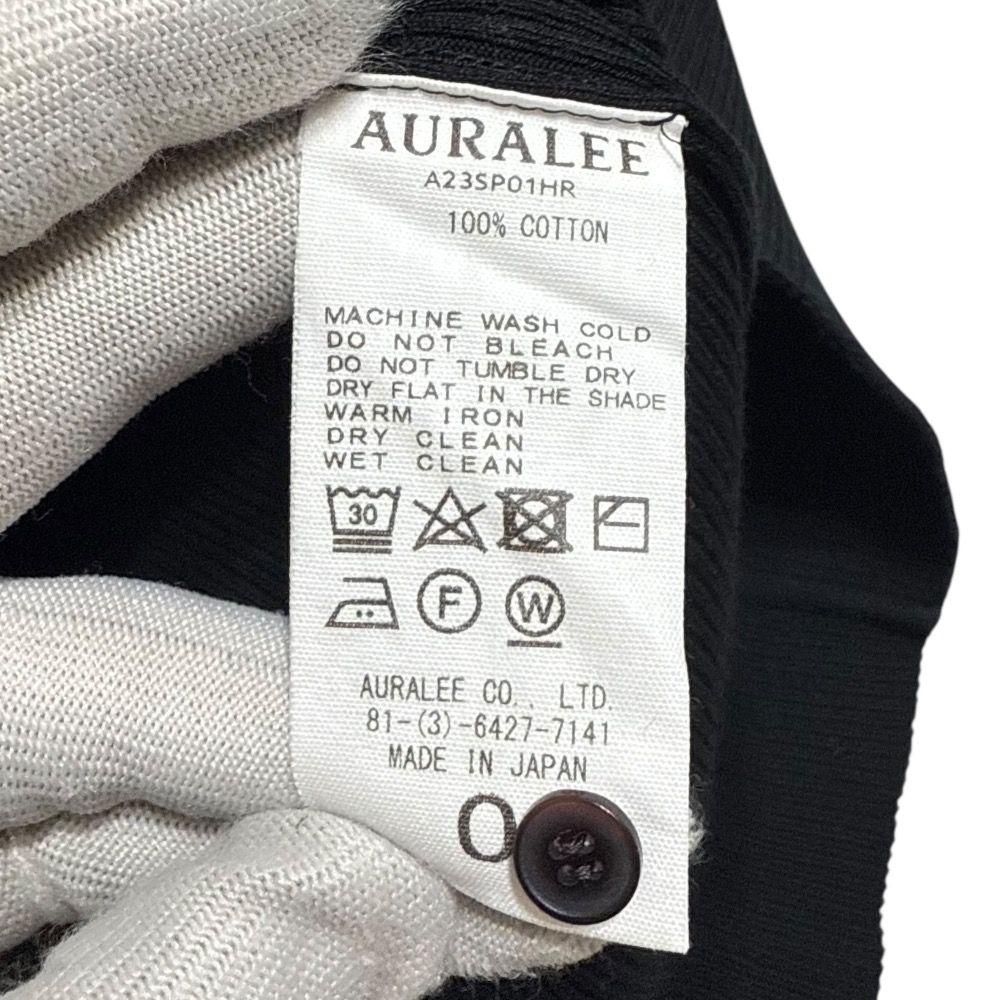 AURALEE
A23SP01HR
100% COTTON
MACHINE WASH COLD
DO NOT BLEACH
DO NOT TUMBLE DRY
DRY FLAT IN THE SHADE
WARM IRON
DRY CLEAN
WET CLEAN
30
F W
AURALEE CO., LTD.
81-(3)-6427-7141
MADE IN JAPAN
0